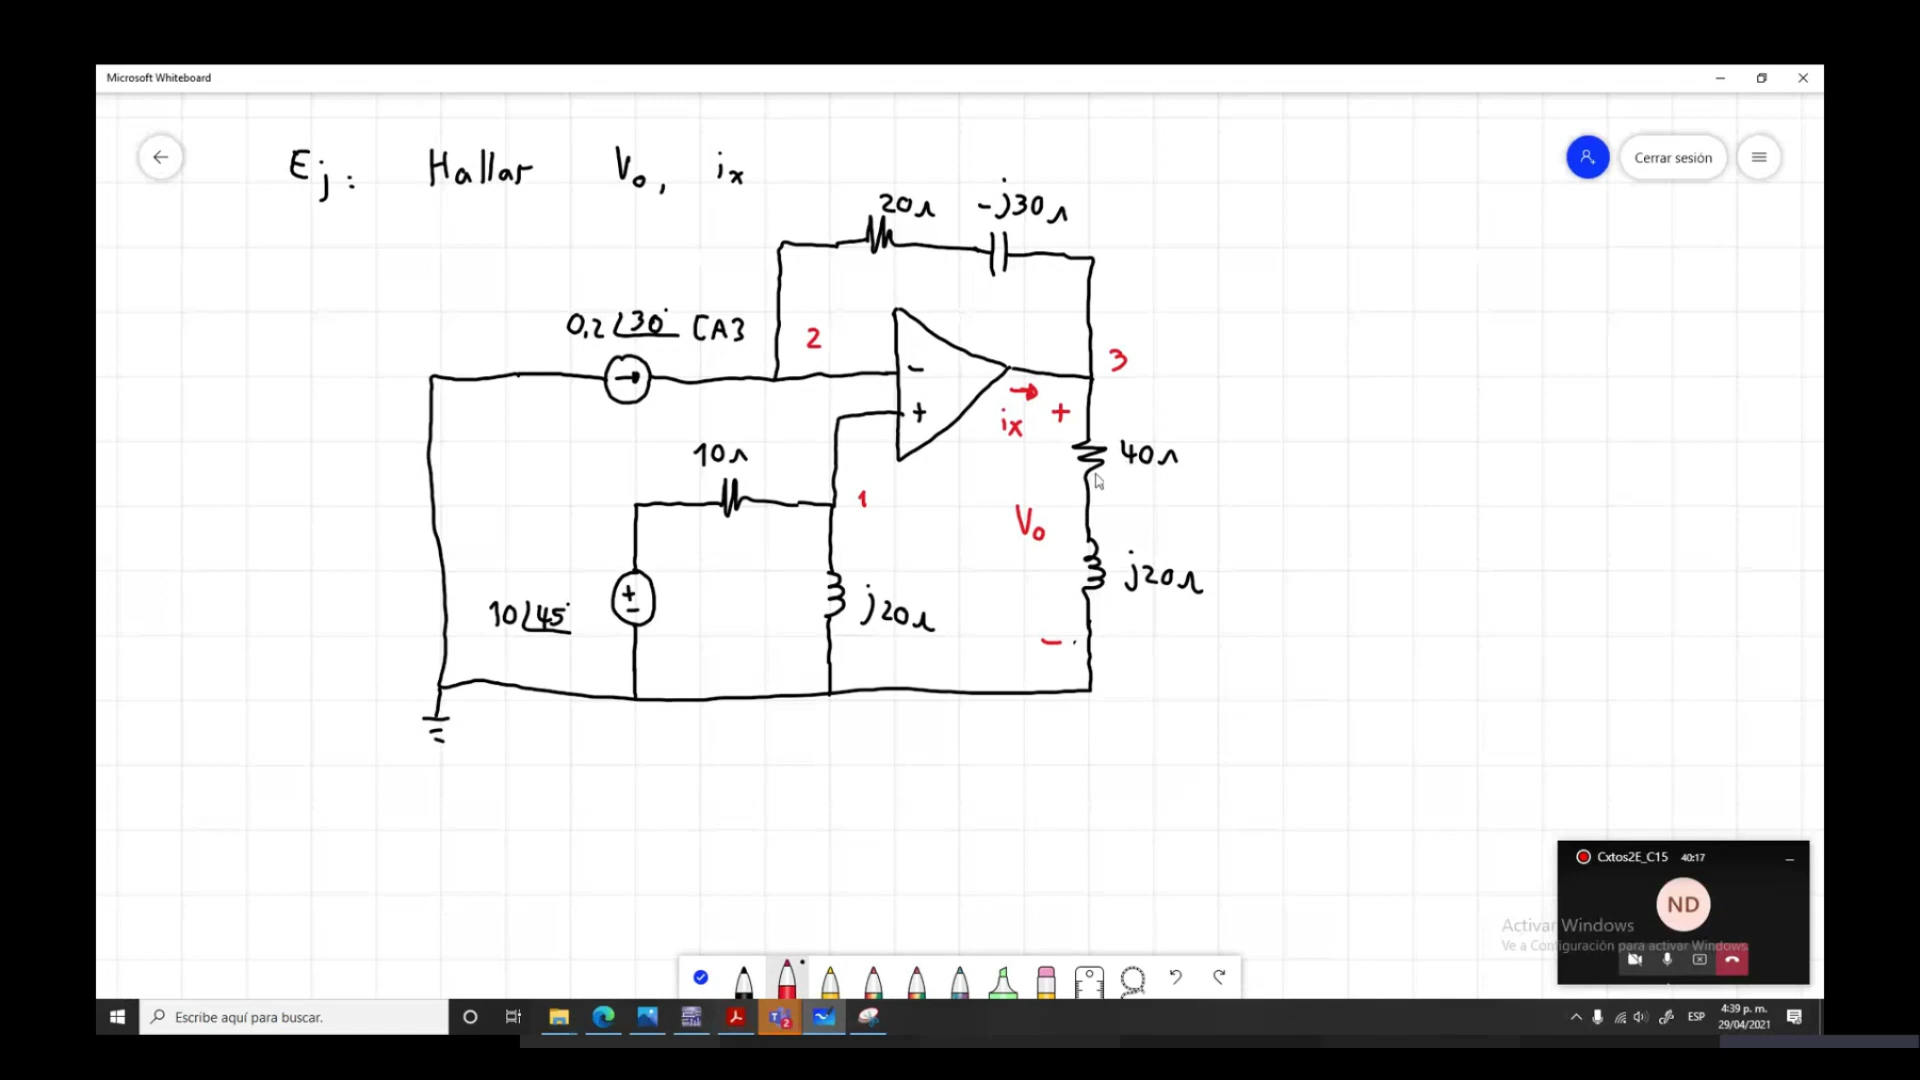 Microsoft Whiteboard
Ej: Hallar Vo, ix
Cerrar sesión
20Ω -j30Ω
0,2∠30° [A]
2
3
-
+
ix
+
10Ω
40Ω
1
Vo
+
-
10∠45°
j20Ω
j20Ω
-
Cxtos2E_C15 40:17
ND
Activar Windows
Ve a Configuración para activar Windows.
Escribe aquí para buscar.
ESP
4:39 p. m.
29/04/2021